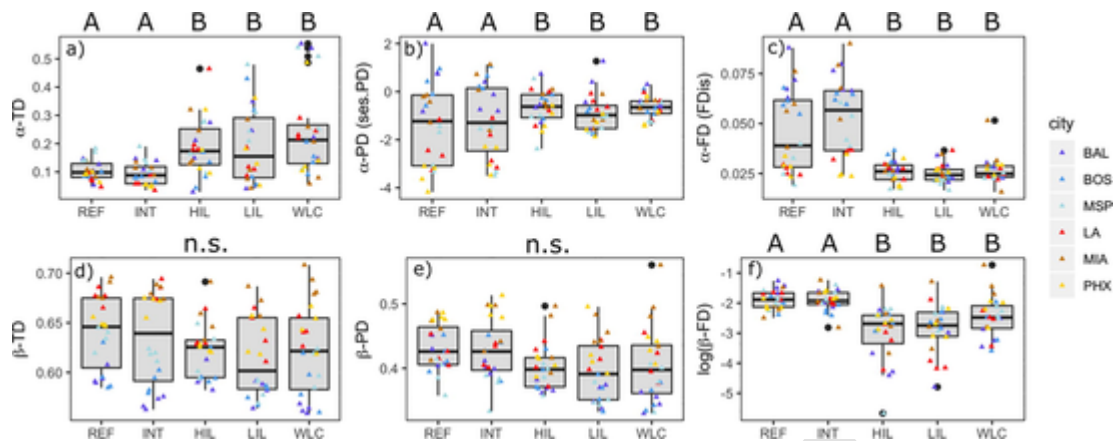 A A B B B
A A B B B
A A B B B
a)
b)
c)
α-TD
0.5
0.4
0.3
0.2
0.1
α-PD (ses.PD)
2
0
-2
-4
α-FD (FDis)
0.075
0.050
0.025
REF INT HIL LIL WLC
REF INT HIL LIL WLC
REF INT HIL LIL WLC
city
BAL
BOS
MSP
LA
MIA
PHX
n.s.
n.s.
A A B B B
d)
e)
f)
β-TD
0.70
0.65
0.60
β-PD
0.5
0.4
log(β-FD)
-1
-2
-3
-4
-5
REF INT HIL LIL WLC
REF INT HIL LIL WLC
REF INT HIL LIL WLC